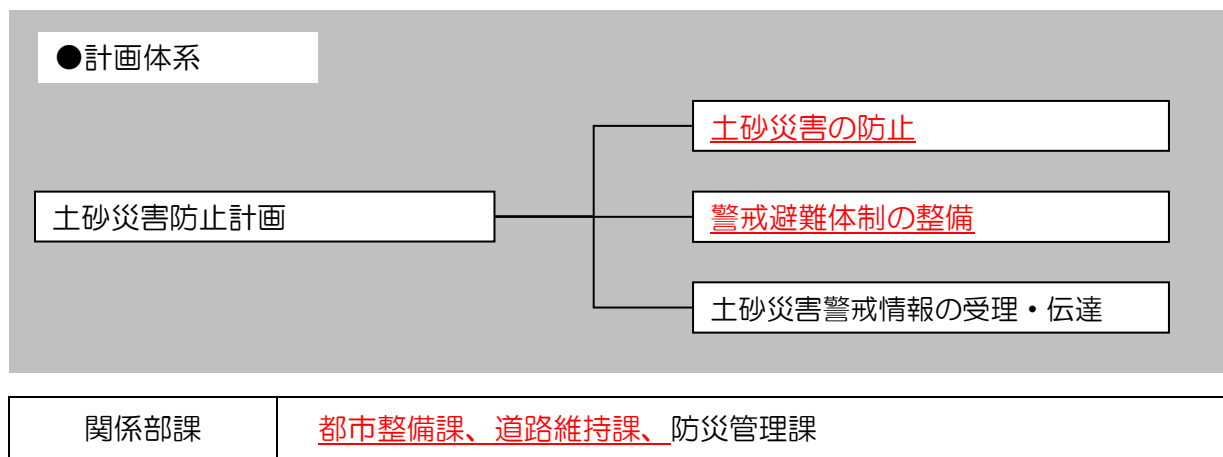 ●計画体系
土砂災害の防止
土砂災害防止計画
警戒避難体制の整備
土砂災害警戒情報の受理・伝達
関係部課
都市整備課、道路維持課、防災管理課